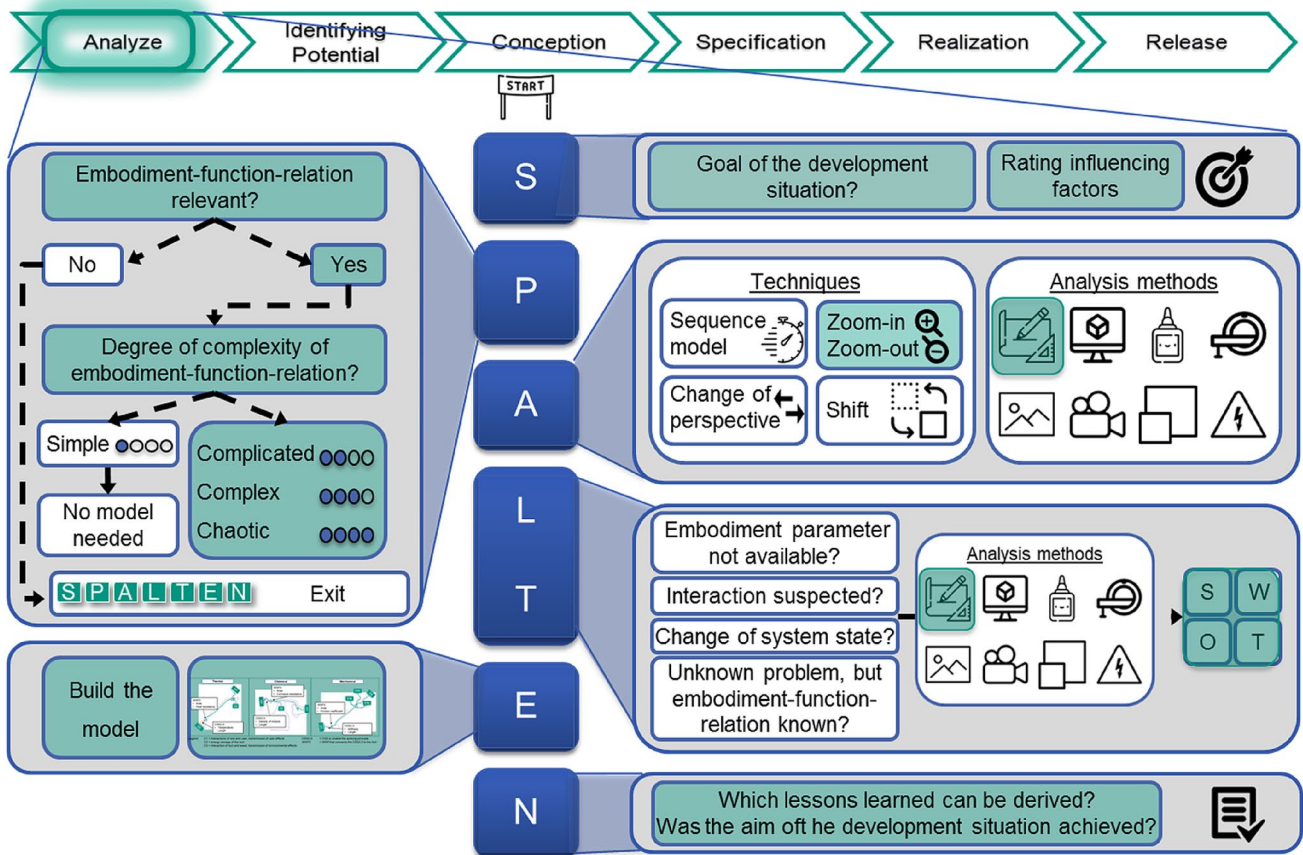 Analyze
Identifying
Potential
Conception
Specification
Realization
Release
START
S
Goal of the development
situation?
Rating influencing
factors
Embodiment-function-relation
relevant?
No
Yes
Degree of complexity of
embodiment-function-relation?
Simple
No model
needed
Complicated
Complex
Chaotic
S P A L T E N
Exit
P
A
Techniques
Sequence
model
Zoom-in
Zoom-out
Change of
perspective
Shift
Analysis methods
L
T
Embodiment parameter
not available?
Interaction suspected?
Change of system state?
Unknown problem, but
embodiment-function-
relation known?
Analysis methods
S W
O T
Build the
model
E
N
Which lessons learned can be derived?
Was the aim oft he development situation achieved?